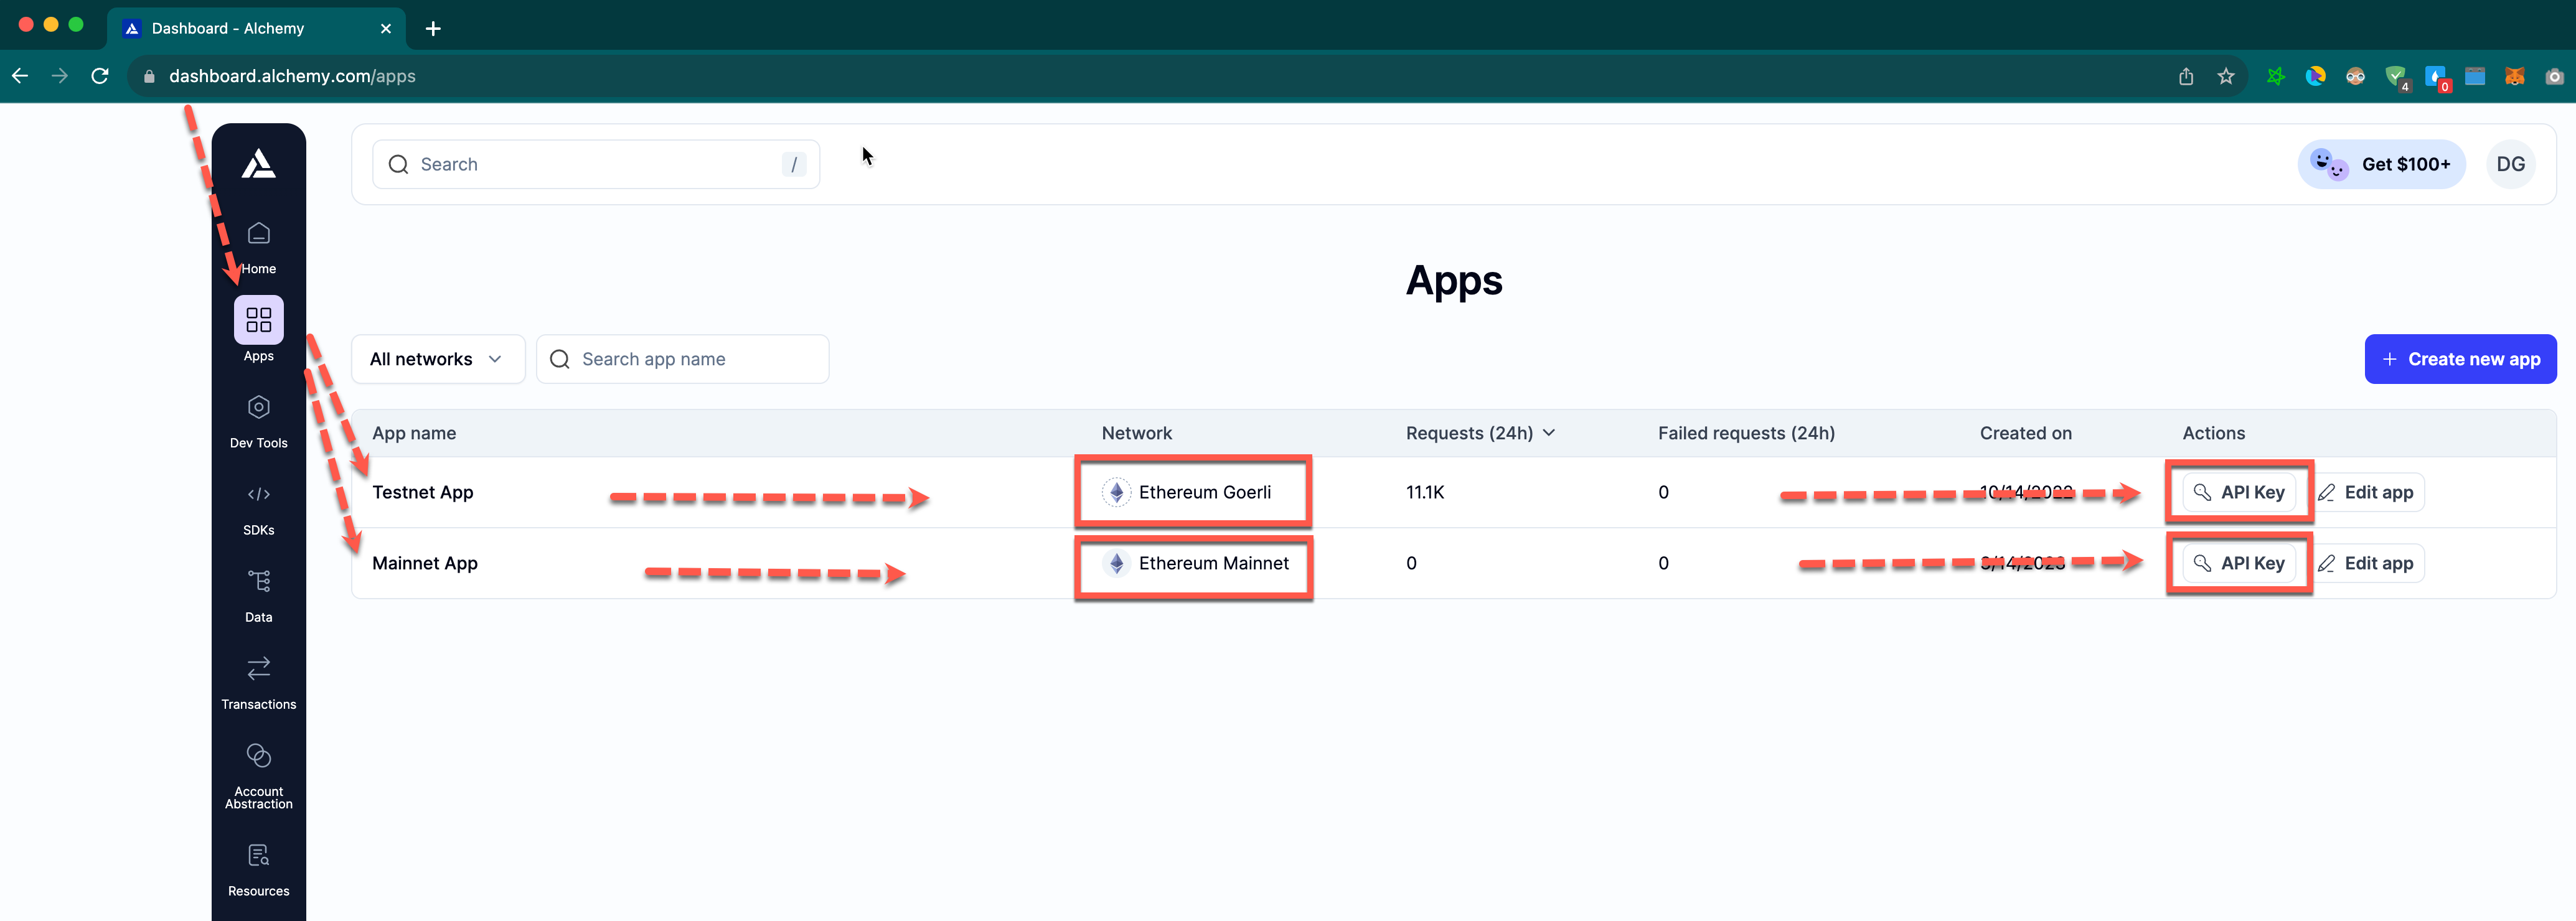 Dashboard - Alchemy
dashboard.alchemy.com/apps
4
0
Search /
Get $100+ DG
Home
Apps
Dev Tools
SDKs
Data
Transactions
Account
Abstraction
Resources
Apps
All networks Search app name
+ Create new app
App name Network Requests (24h) Failed requests (24h) Created on Actions
Testnet App Ethereum Goerli 11.1K 0 10/14/2022 API Key Edit app
Mainnet App Ethereum Mainnet 0 0 API Key Edit app